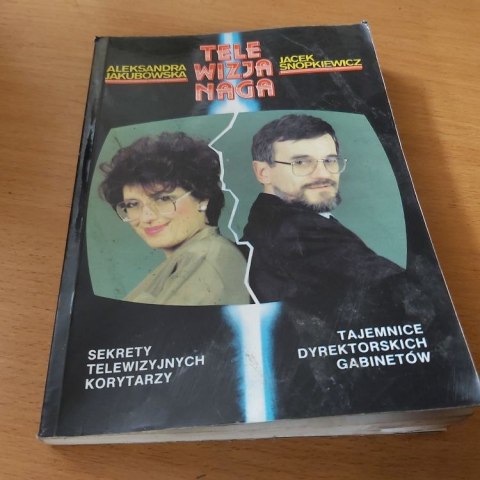 ALEKSANDRA
JAKUBOWSKA
TELE
WIZJA
NAGA
JACEK
SNOPKIEWICZ
SEKRETY
TELEWIZYJNYCH
KORYTARZY
TAJEMNICE
DYREKTORSKICH
GABINETÓW